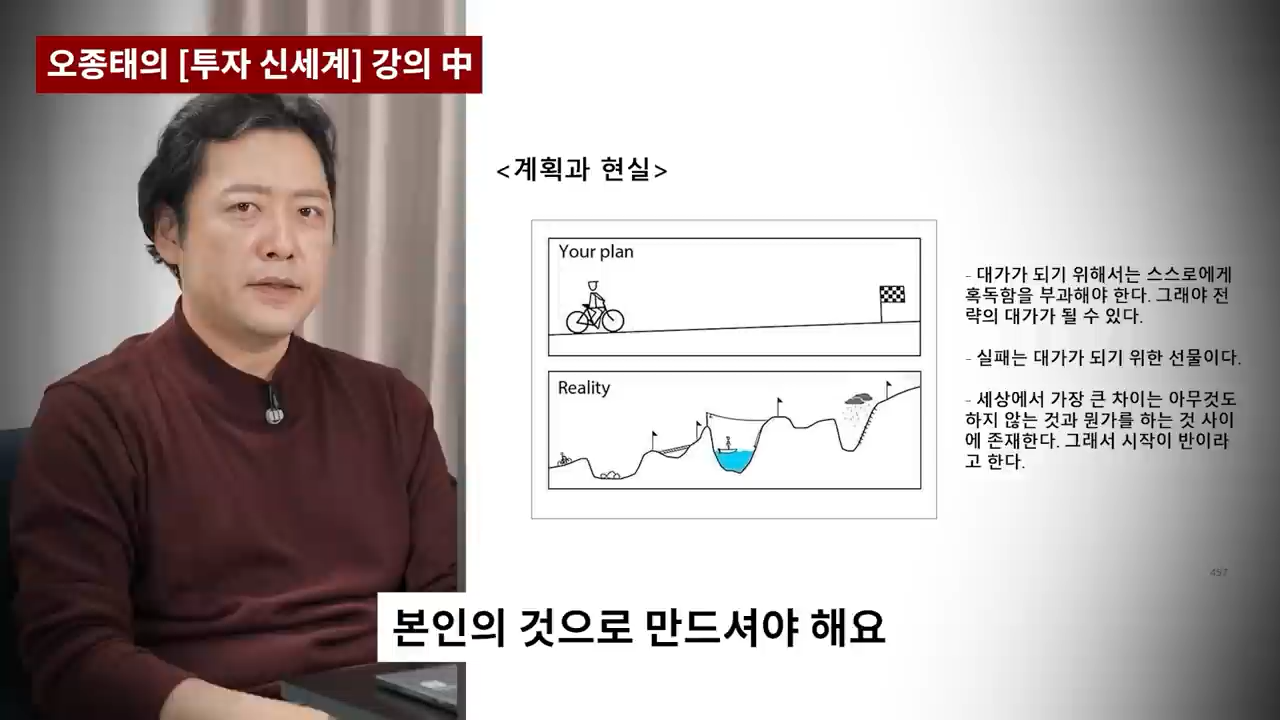 오종태의 [투자 신세계] 강의 中
<계획과 현실>
Your plan
Reality
- 대가가 되기 위해서는 스스로에게
혹독함을 부과해야 한다. 그래야 전
략의 대가가 될 수 있다.
- 실패는 대가가 되기 위한 선물이다.
- 세상에서 가장 큰 차이는 아무것도
하지 않는 것과 뭔가를 하는 것 사이
에 존재한다. 그래서 시작이 반이라
고 한다.
457
본인의 것으로 만드셔야 해요